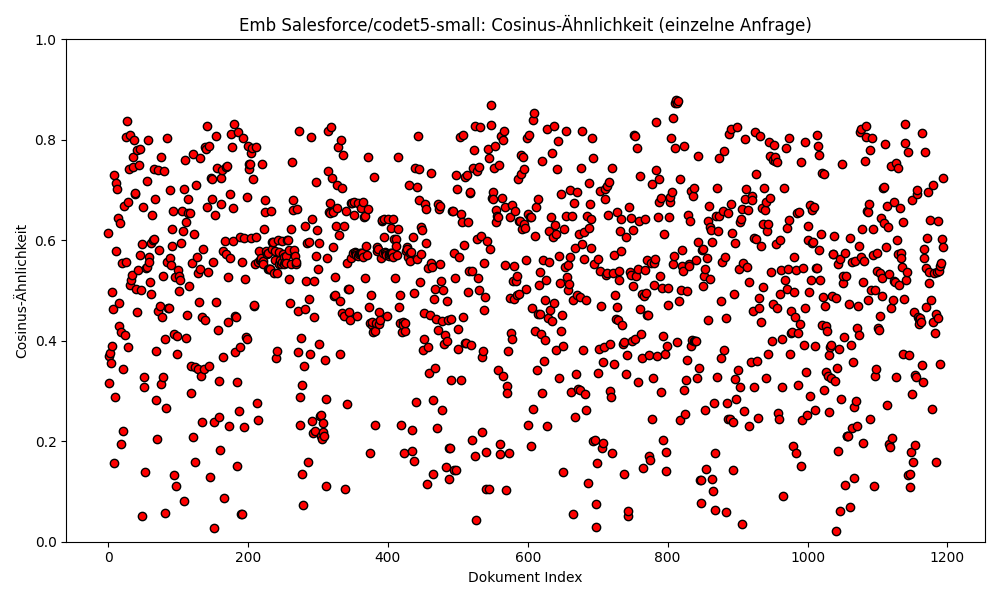 Emb Salesforce/codet5-small: Cosinus-Ähnlichkeit (einzelne Anfrage)
1.0
0.8
0.6
0.4
0.2
0.0
Cosinus-Ähnlichkeit
0 200 400 600 800 1000 1200
Dokument Index